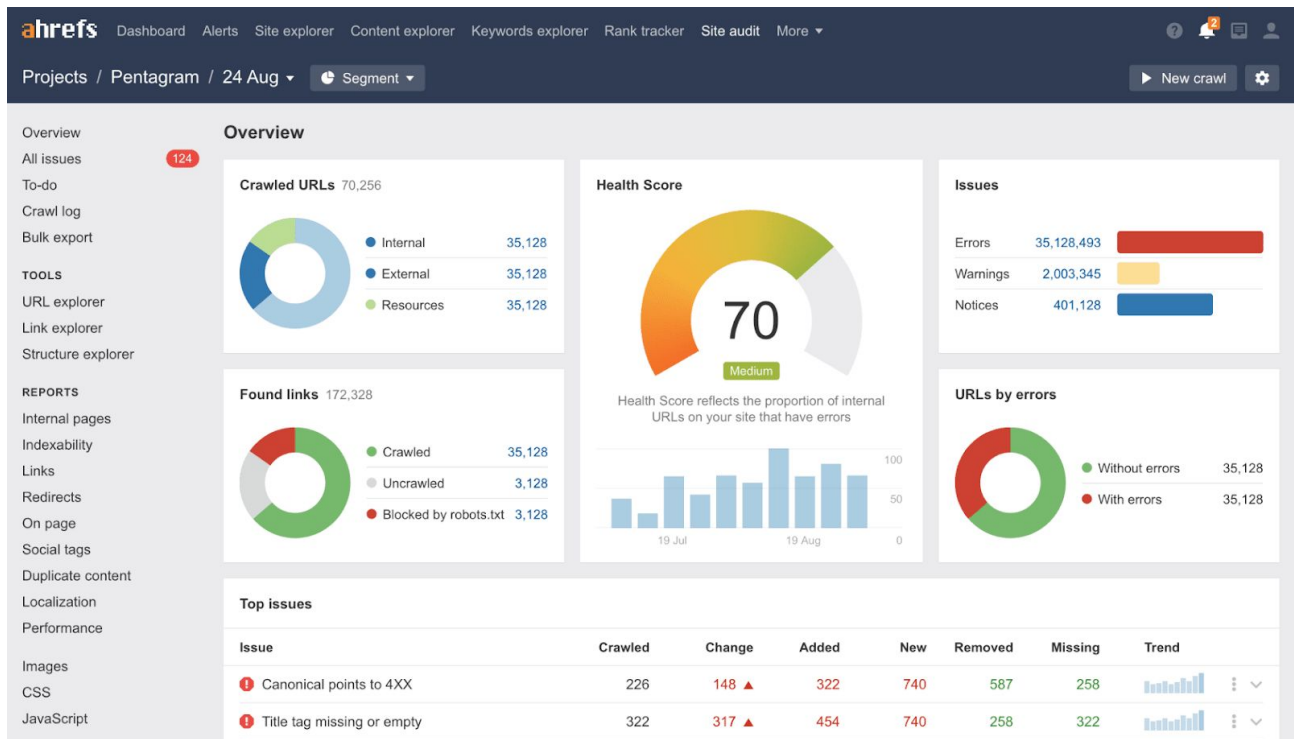 ahrefs Dashboard Alerts Site explorer Content explorer Keywords explorer Rank tracker Site audit More 2
Projects / Pentagram / 24 Aug Segment New crawl
Overview
All issues 124
To-do
Crawl log
Bulk export
TOOLS
URL explorer
Link explorer
Structure explorer
REPORTS
Internal pages
Indexability
Links
Redirects
On page
Social tags
Duplicate content
Localization
Performance
Images
CSS
JavaScript
Overview
Crawled URLs 70,256
Internal 35,128
External 35,128
Resources 35,128
Found links 172,328
Crawled 35,128
Uncrawled 3,128
Blocked by robots.txt 3,128
Health Score
70
Medium
Health Score reflects the proportion of internal
URLs on your site that have errors
100
50
0
19 Jul 19 Aug
Issues
Errors 35,128,493
Warnings 2,003,345
Notices 401,128
URLs by errors
Without errors 35,128
With errors 35,128
Top issues
Issue Crawled Change Added New Removed Missing Trend
Canonical points to 4XX 226 148 ▲ 322 740 587 258
Title tag missing or empty 322 317 ▲ 454 740 258 322